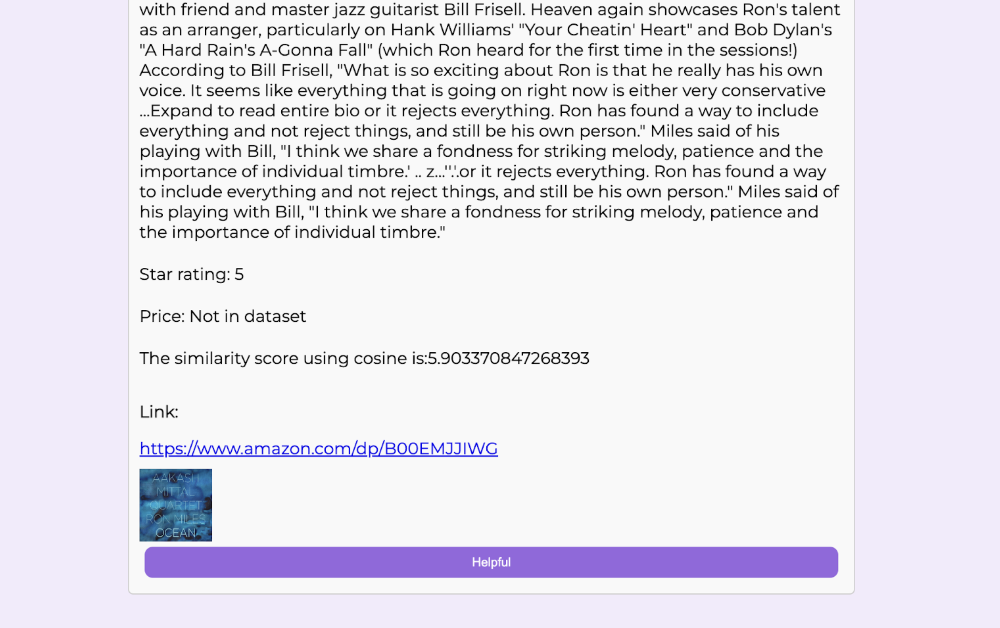 with friend and master jazz guitarist Bill Frisell. Heaven again showcases Ron's talent
as an arranger, particularly on Hank Williams' "Your Cheatin' Heart" and Bob Dylan's
"A Hard Rain's A-Gonna Fall" (which Ron heard for the first time in the sessions!)
According to Bill Frisell, "What is so exciting about Ron is that he really has his own
voice. It seems like everything that is going on right now is either very conservative
...Expand to read entire bio or it rejects everything. Ron has found a way to include
everything and not reject things, and still be his own person." Miles said of his
playing with Bill, "I think we share a fondness for striking melody, patience and the
importance of individual timbre.' .. z...''.'.or it rejects everything. Ron has found a way
to include everything and not reject things, and still be his own person." Miles said of
his playing with Bill, "I think we share a fondness for striking melody, patience and
the importance of individual timbre."
Star rating: 5
Price: Not in dataset
The similarity score using cosine is:5.903370847268393
Link:
https://www.amazon.com/dp/B00EMJJIWG
AAKASH
MITTAL
QUARTET
RON MILES
OCEAN
Helpful